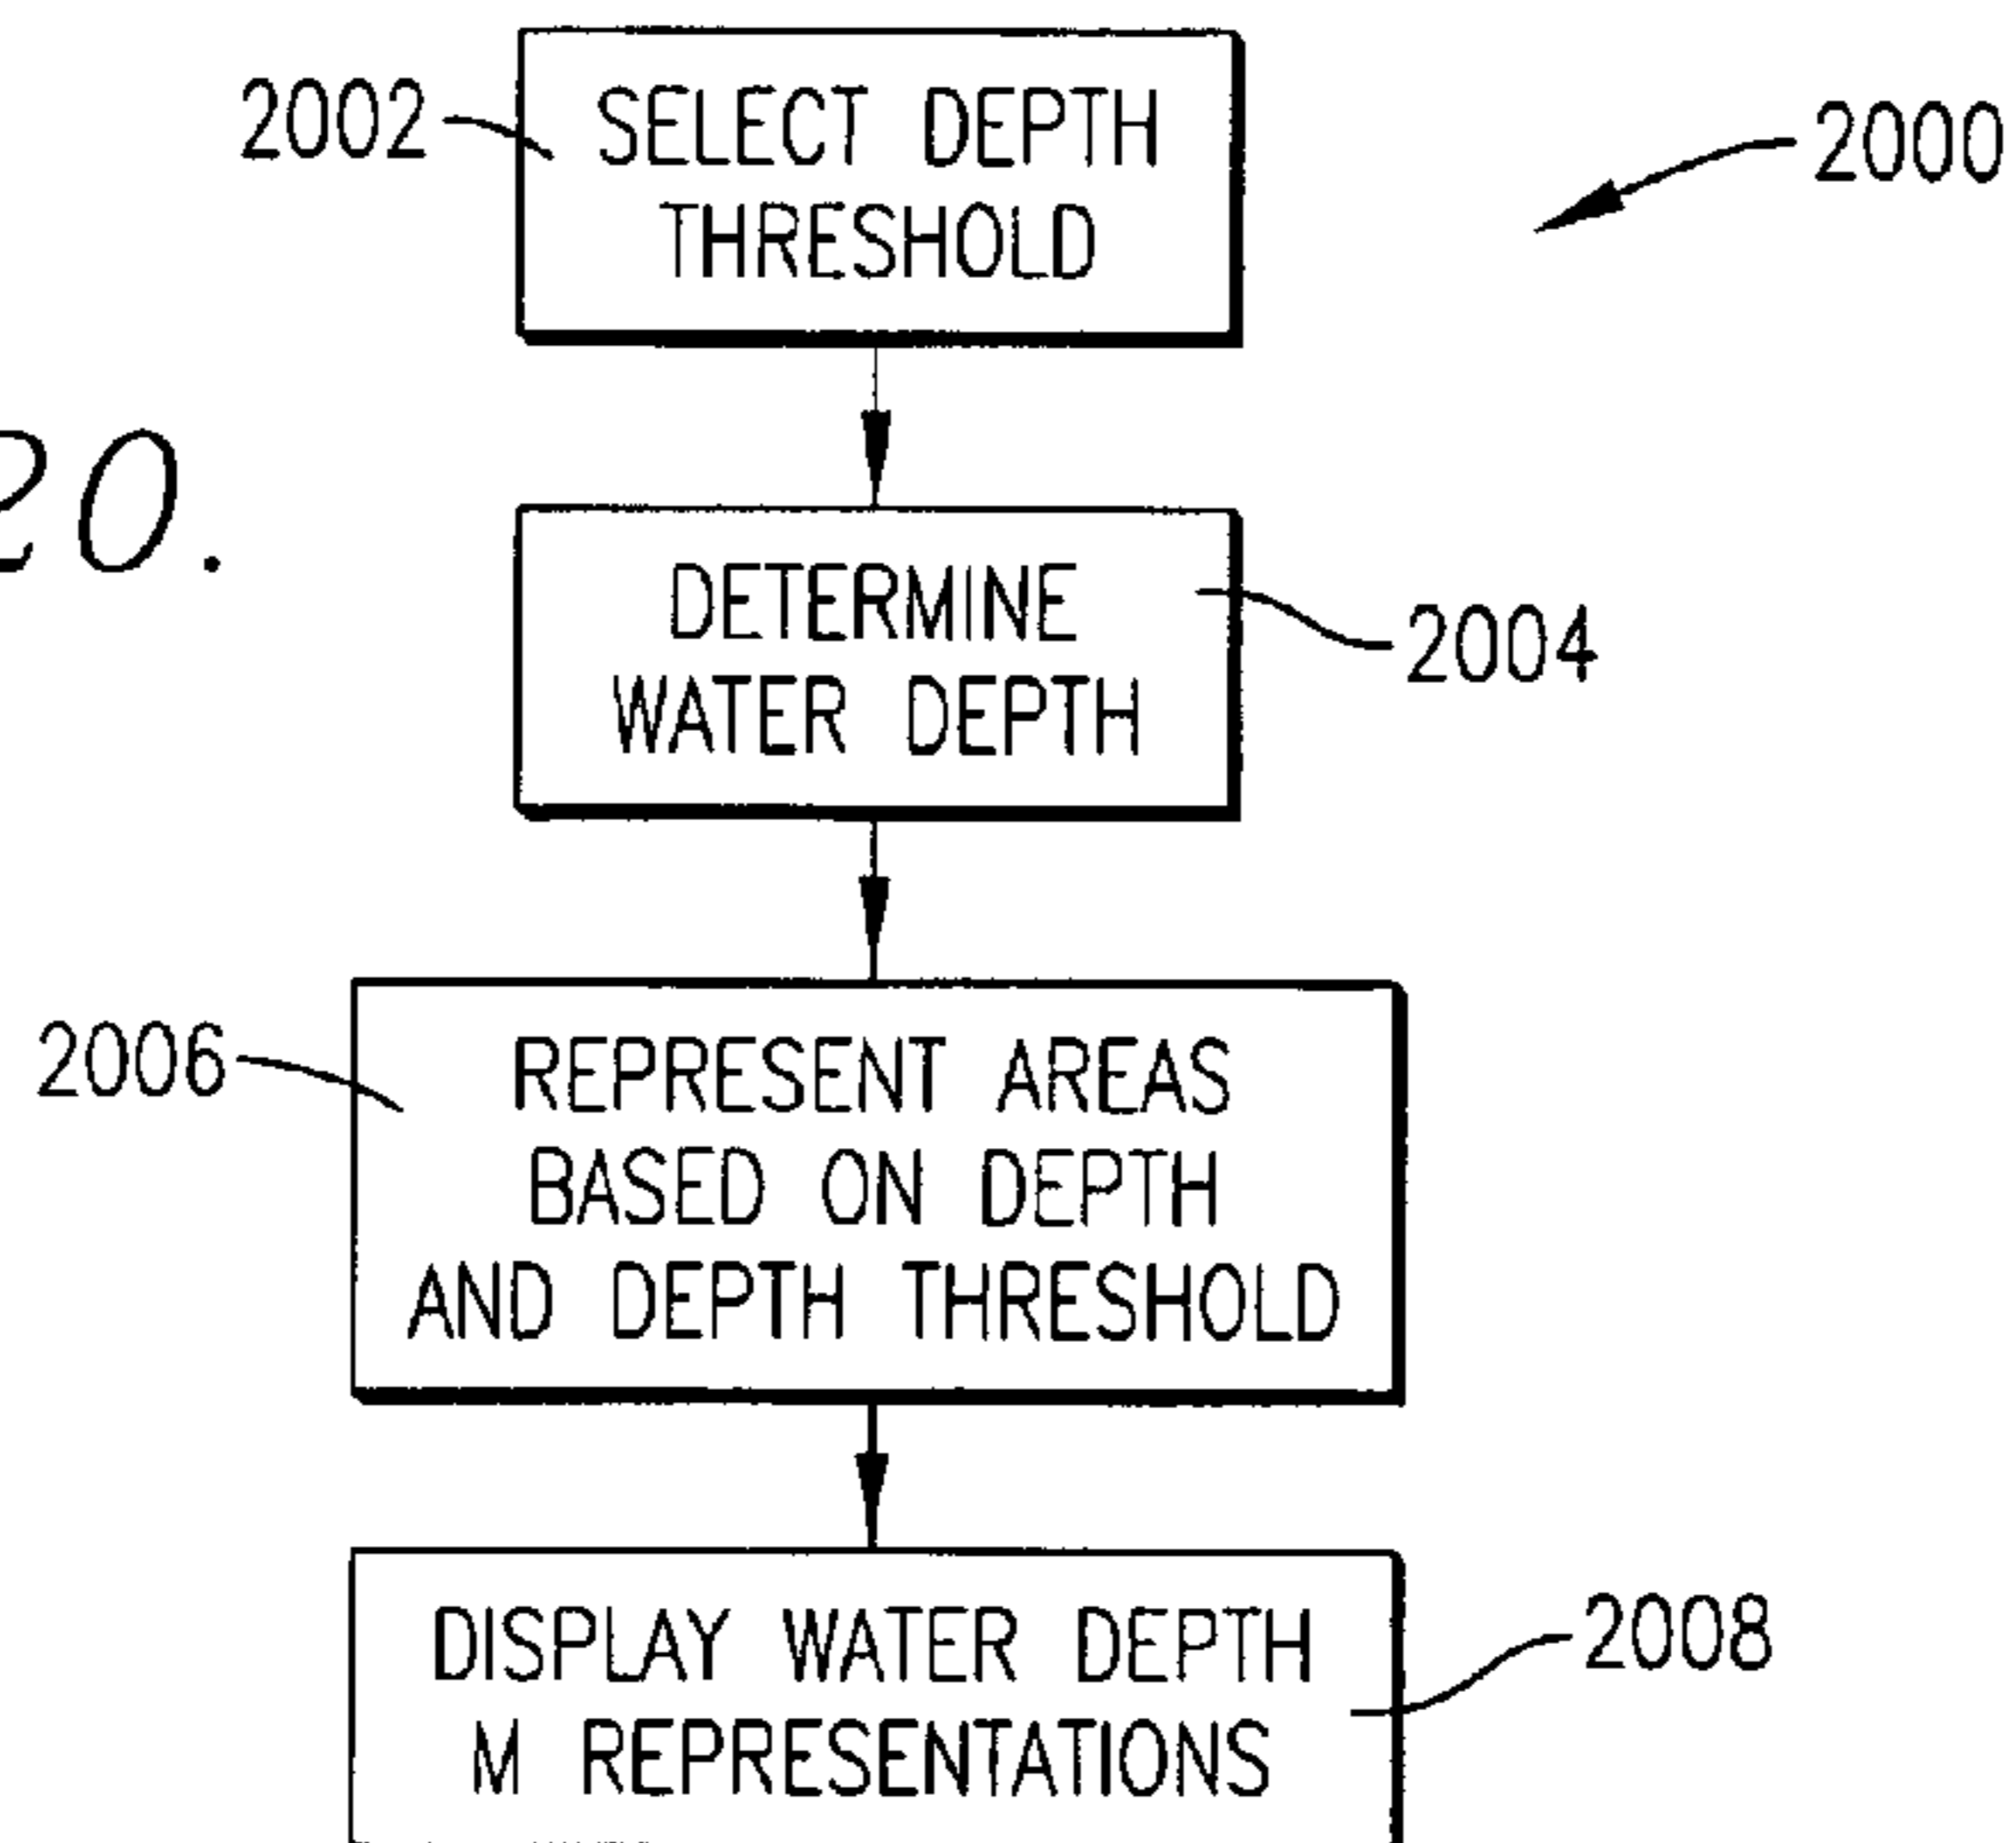 2002
SELECT DEPTH
THRESHOLD
2000
20.
DETERMINE
WATER DEPTH
2004
2006
REPRESENT AREAS
BASED ON DEPTH
AND DEPTH THRESHOLD
DISPLAY WATER DEPTH
M REPRESENTATIONS
2008